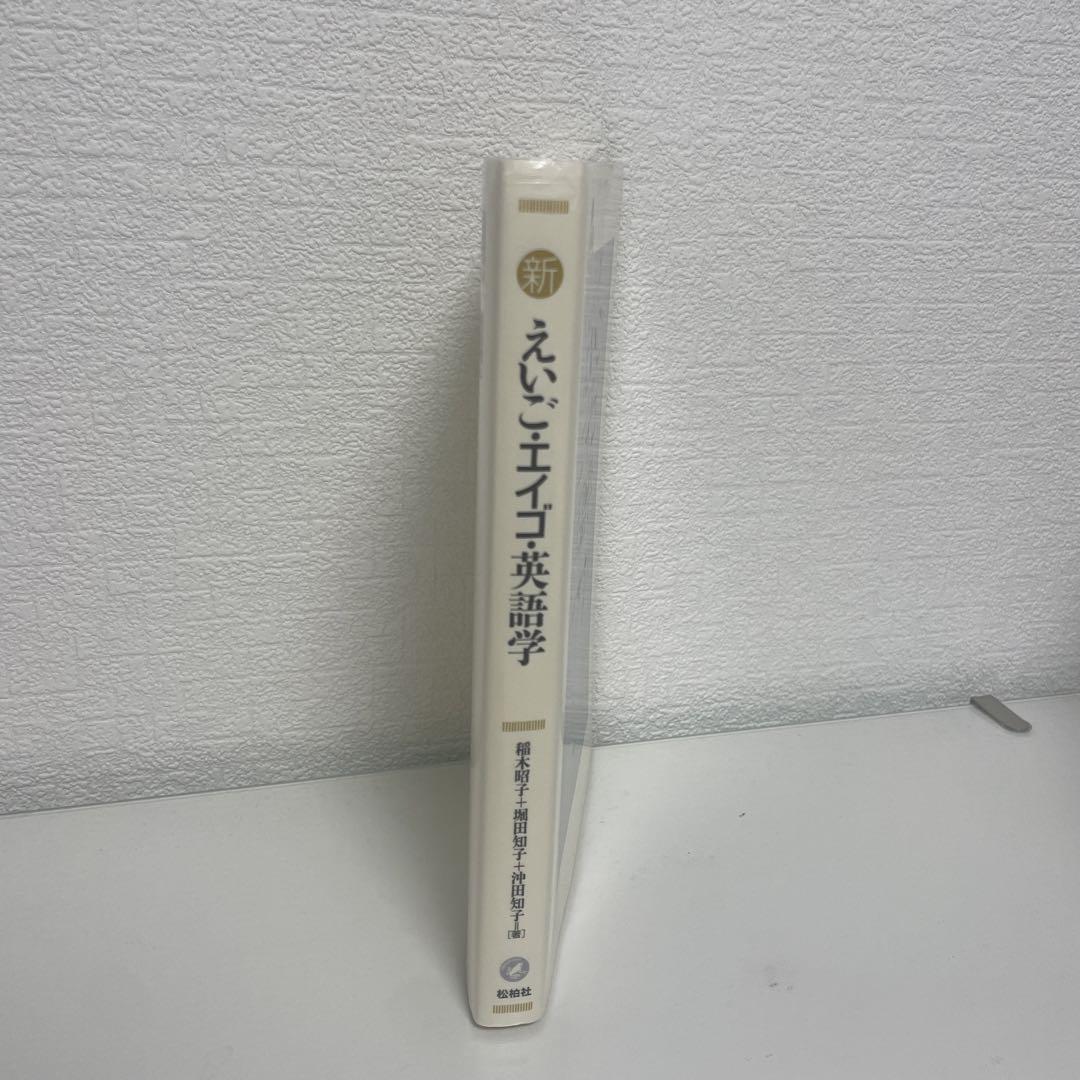 新
えいご・エイゴ・英語学
稲木昭子+堀田知子+沖田知子=[著]
松柏社